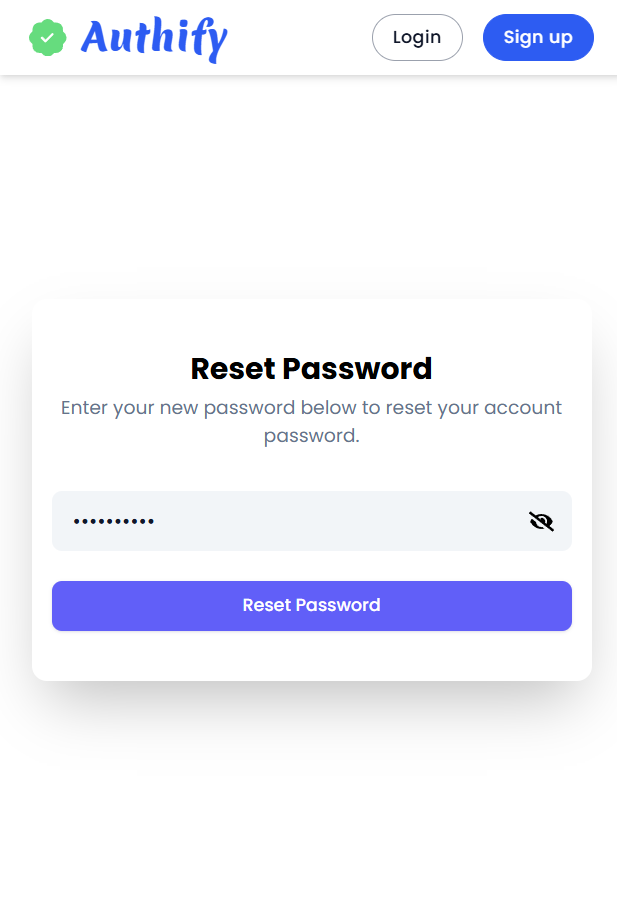 Authify
Login
Sign up
Reset Password
Enter your new password below to reset your account
password.
••••••••••
Reset Password